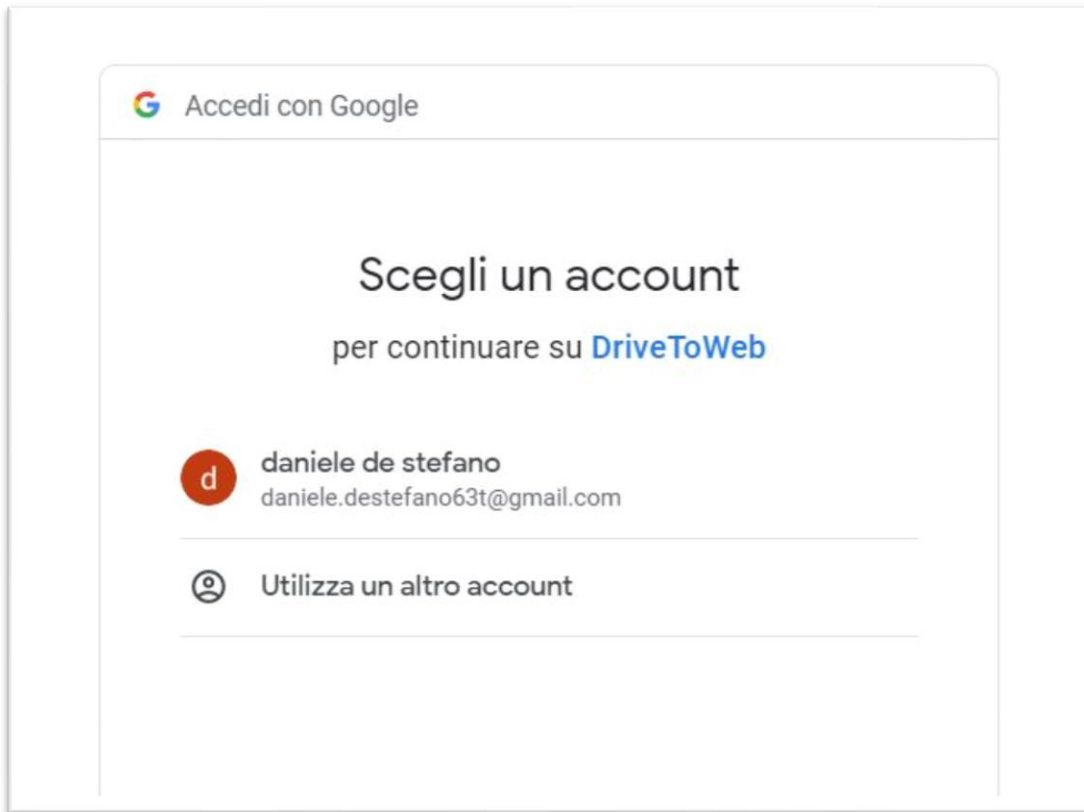 Accedi con Google
Scegli un account
per continuare su DriveToWeb
d
daniele de stefano
daniele.destefano63t@gmail.com
Utilizza un altro account